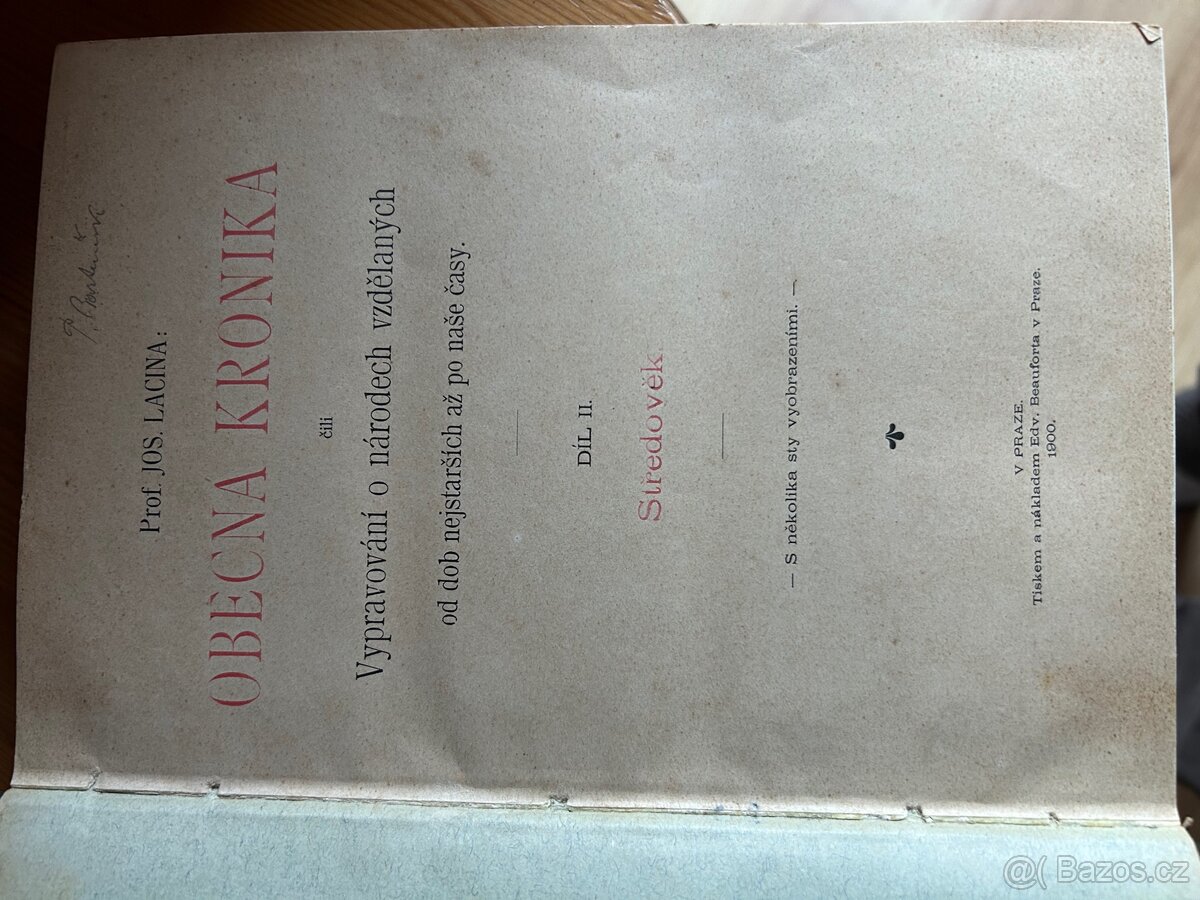 Prof. JOS. LACINA:
OBECNÁ KRONIKA
čili
Vypravování o národech vzdělaných
od dob nejstarších až po naše časy.
DÍL II.
Středověk.
— S několika sty vyobrazeními. —
V PRAZE.
Tiskem a nákladem Edv. Beauforta v Praze.
1900.
@( Bazos.cz